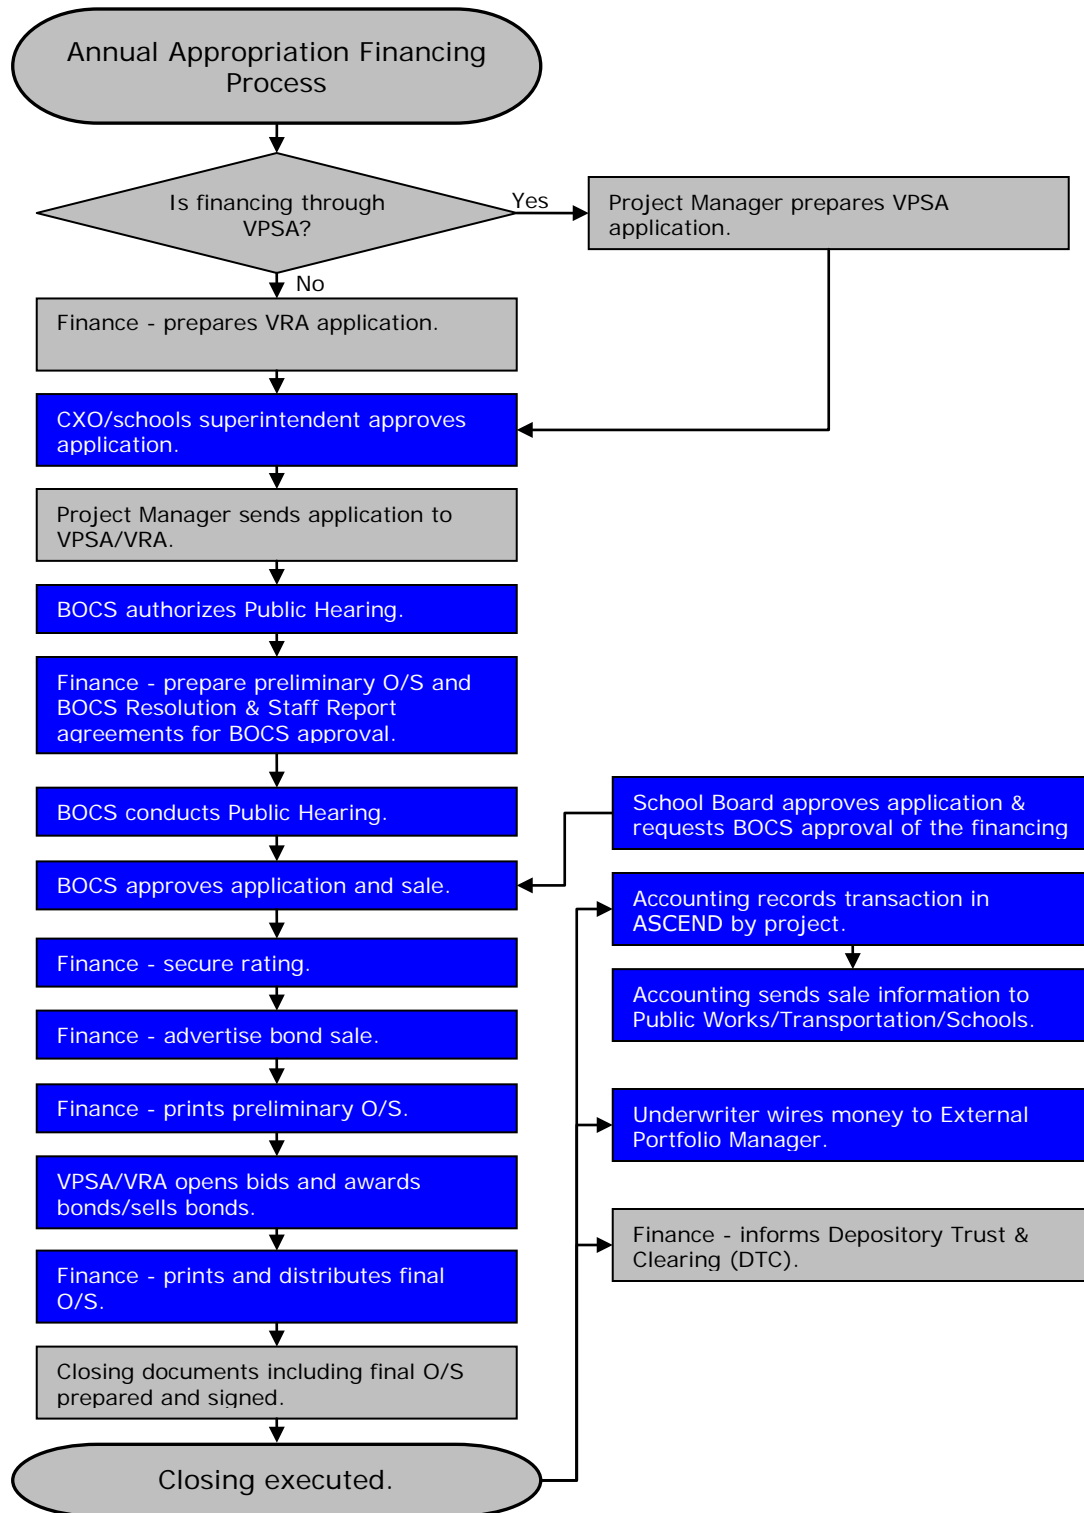 Annual Appropriation Financing
Process
Is financing through
VPSA?
Yes
Project Manager prepares VPSA
application.
No
Finance - prepares VRA application.
CXO/schools superintendent approves
application.
Project Manager sends application to
VPSA/VRA.
BOCS authorizes Public Hearing.
Finance - prepare preliminary O/S and
BOCS Resolution & Staff Report
agreements for BOCS approval.
BOCS conducts Public Hearing.
School Board approves application &
requests BOCS approval of the financing
BOCS approves application and sale.
Accounting records transaction in
ASCEND by project.
Finance - secure rating.
Accounting sends sale information to
Public Works/Transportation/Schools.
Finance - advertise bond sale.
Finance - prints preliminary O/S.
Underwriter wires money to External
Portfolio Manager.
VPSA/VRA opens bids and awards
bonds/sells bonds.
Finance - informs Depository Trust &
Clearing (DTC).
Finance - prints and distributes final
O/S.
Closing documents including final O/S
prepared and signed.
Closing executed.